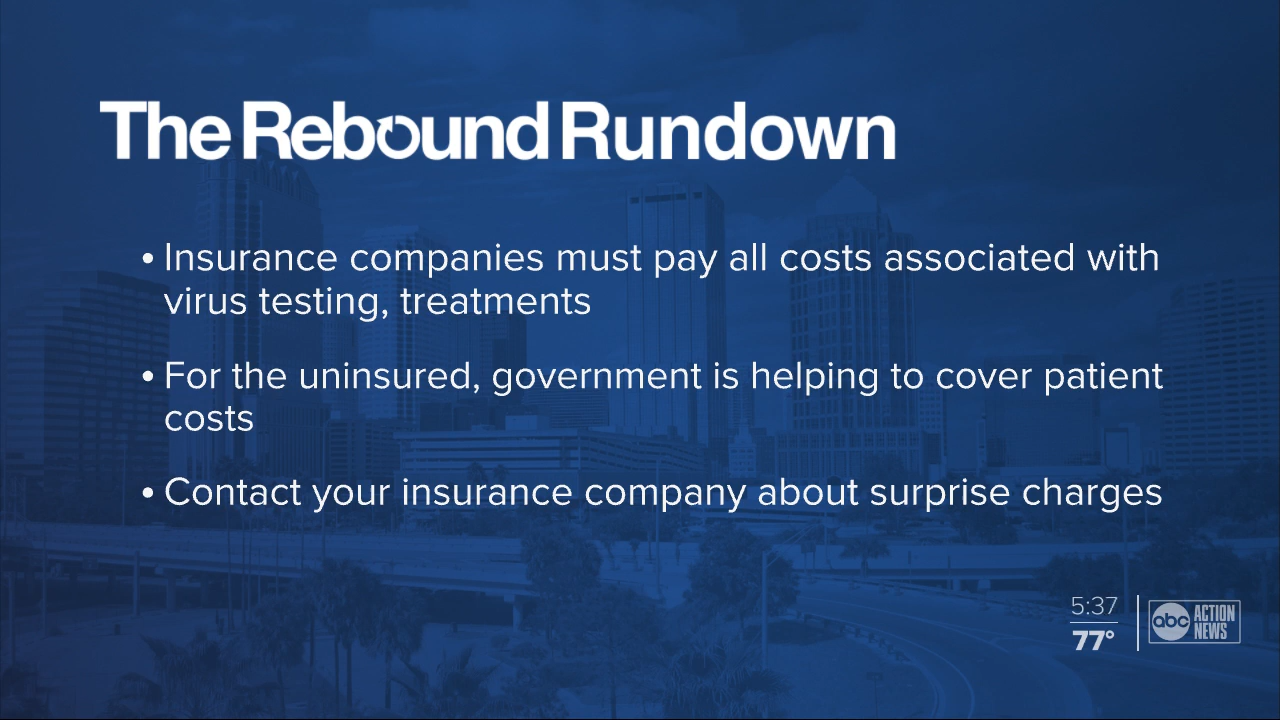 The Rebound Rundown
• Insurance companies must pay all costs associated with
virus testing, treatments
• For the uninsured, government is helping to cover patient
costs
• Contact your insurance company about surprise charges
5:37
77°
abc
ACTION
NEWS